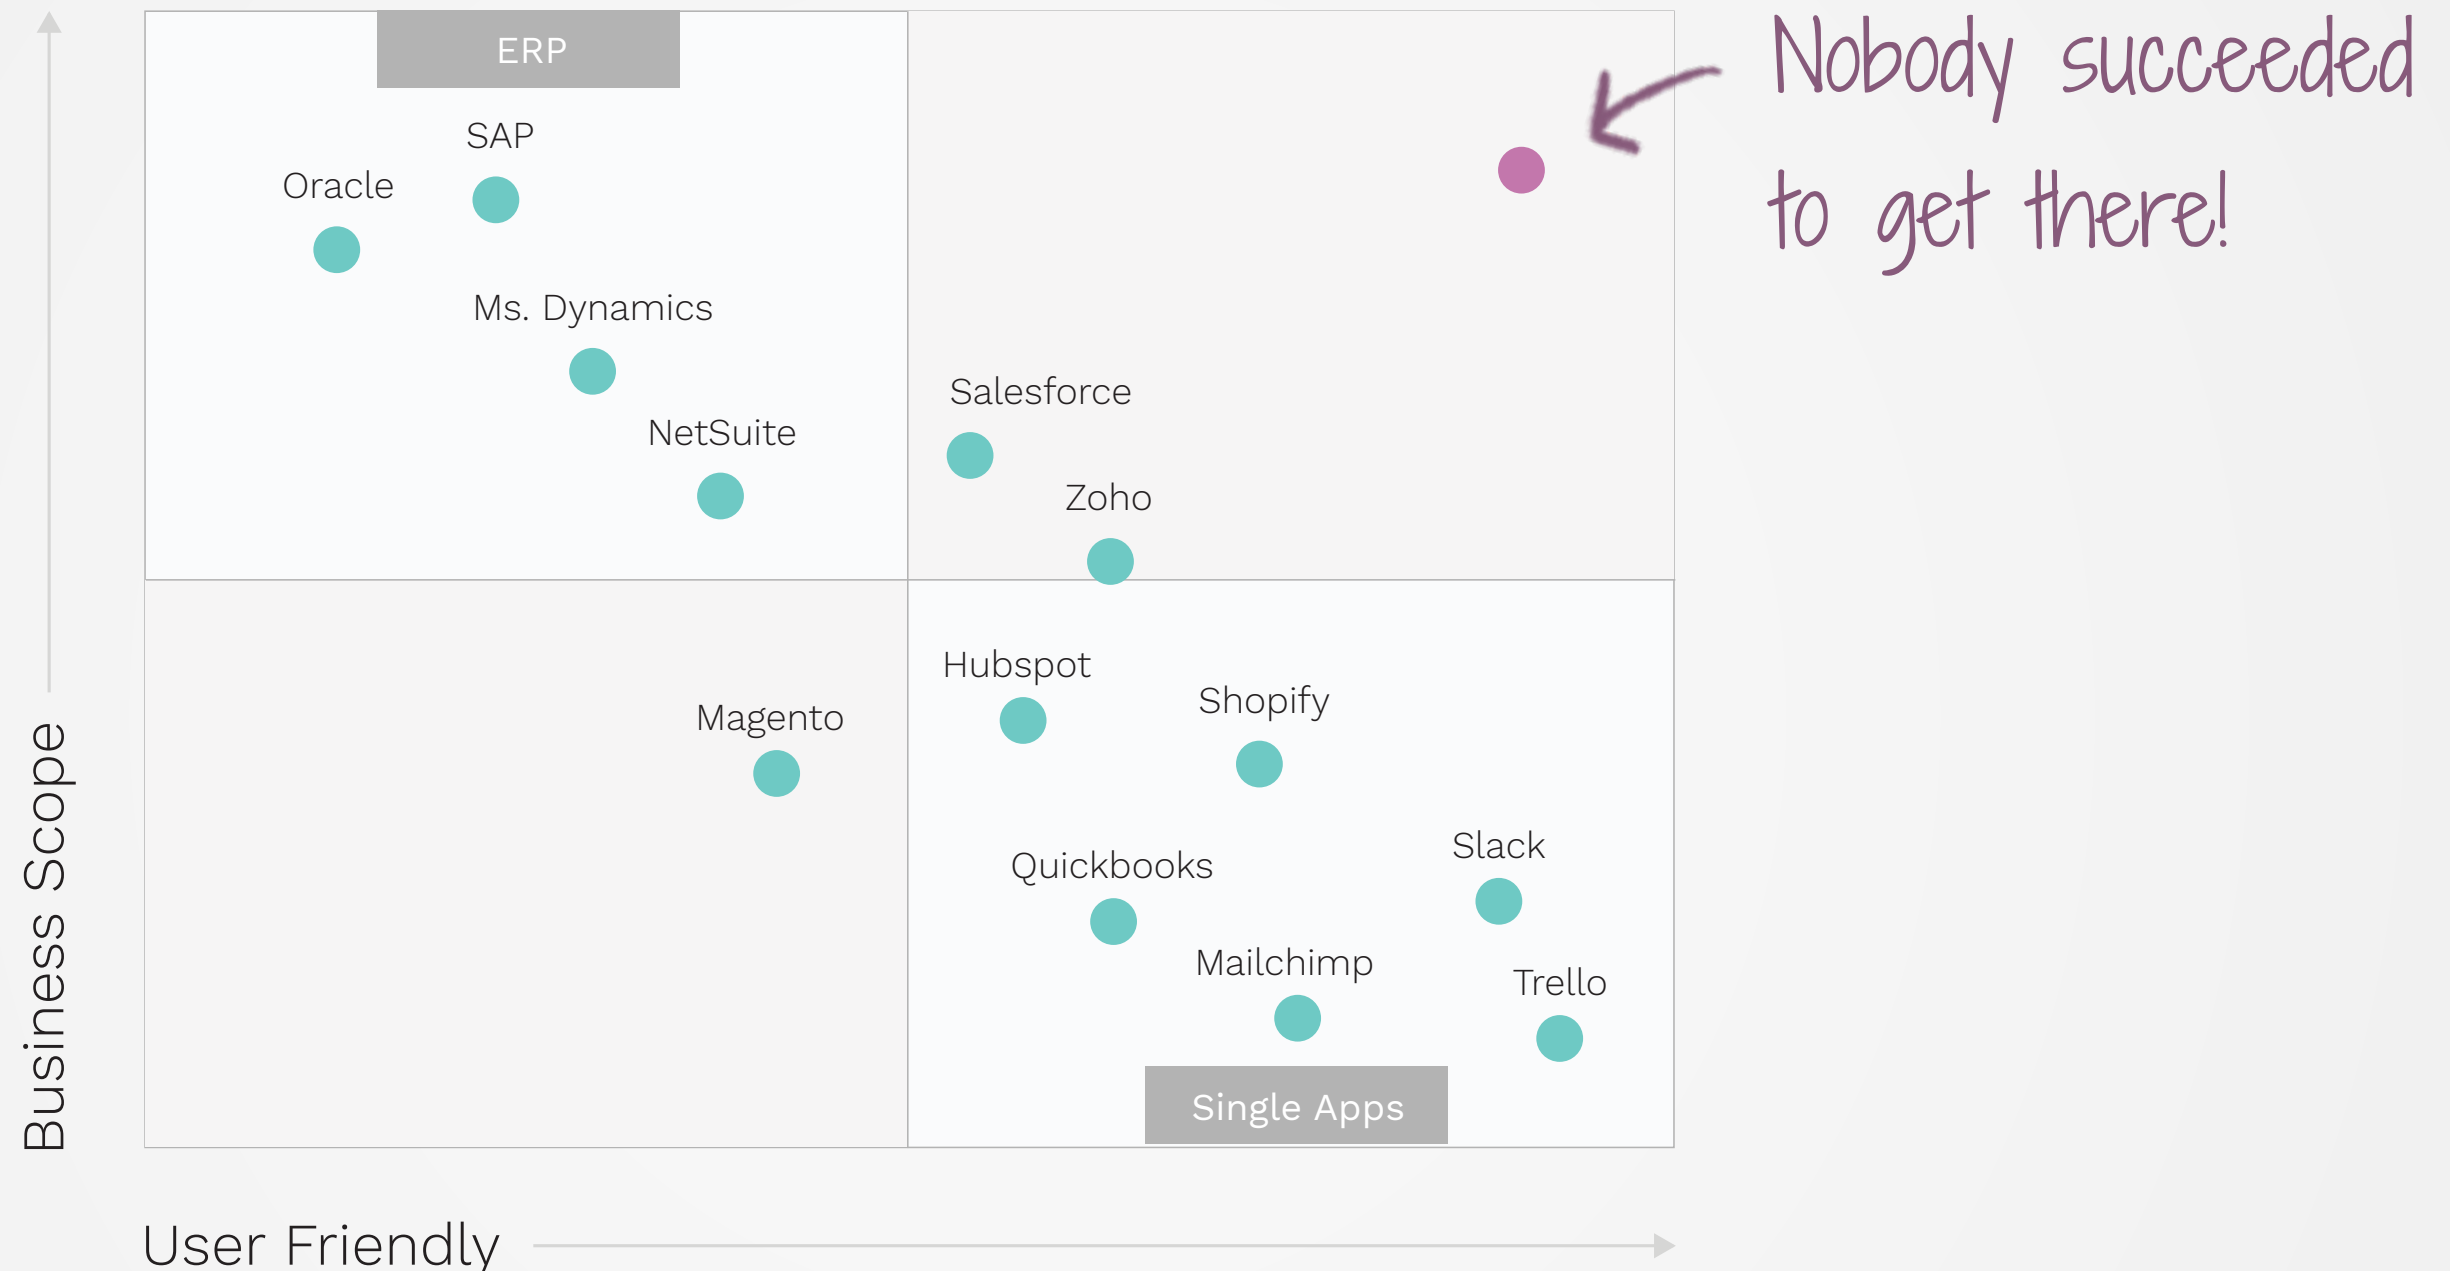 ERP
Nobody succeeded
to get there!
SAP
Oracle
Ms. Dynamics
Salesforce
NetSuite
Zoho
Hubspot
Shopify
Magento
Slack
Quickbooks
Mailchimp
Trello
Single Apps
Business Scope
User Friendly